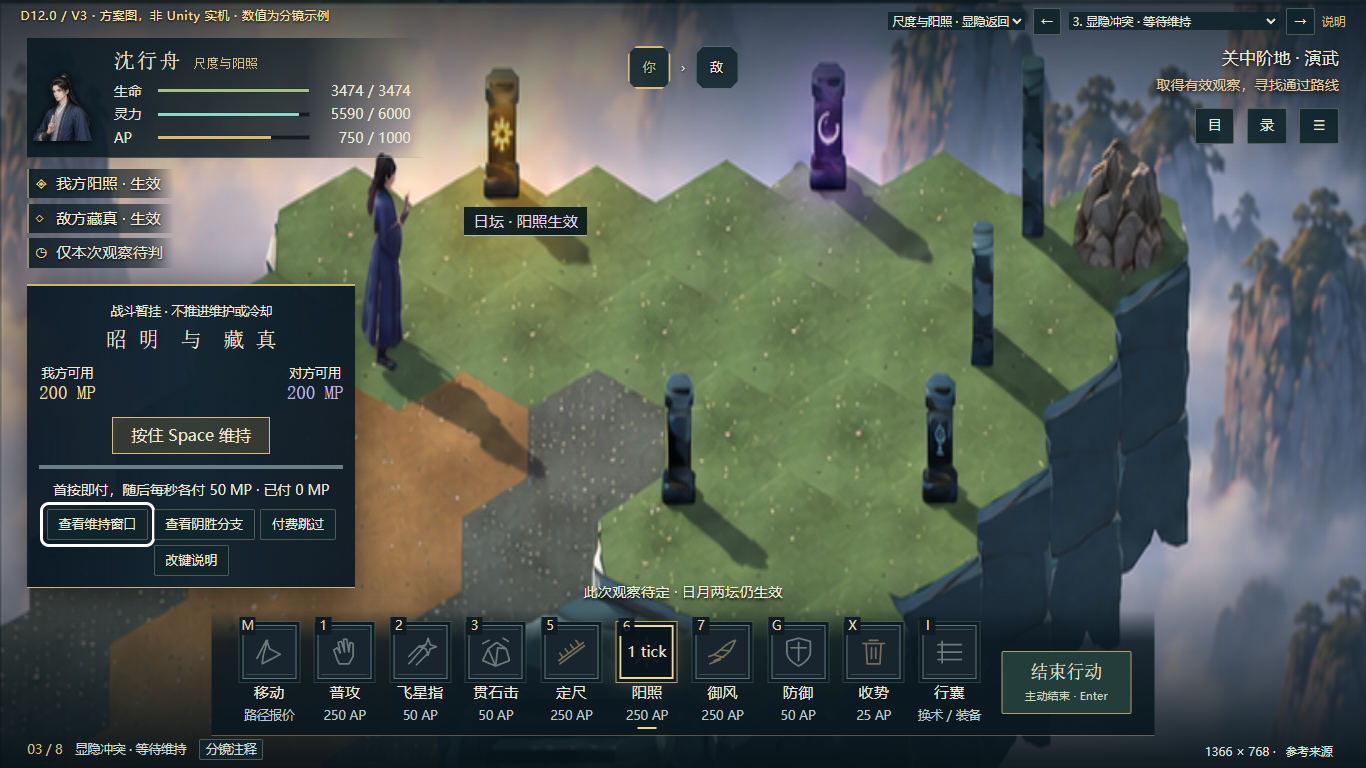 D12.0 / V3 · 方案图，非 Unity 实机 · 数值为分镜示例
尺度与阳照 · 显隐返回
←
3. 显隐冲突 · 等待维持
→
说明
沈行舟 尺度与阳照
生命 3474 / 3474
灵力 5590 / 6000
AP 750 / 1000
你 › 敌
关中阶地 · 演武
取得有效观察，寻找通过路线
目 录 ☰
我方阳照 · 生效
敌方藏真 · 生效
仅本次观察待判
日坛 · 阳照生效
战斗暂挂 · 不推进维护或冷却
昭明 与 藏真
我方可用 对方可用
200 MP 200 MP
按住 Space 维持
首按即付，随后每秒各付 50 MP · 已付 0 MP
查看维持窗口 查看阴胜分支 付费跳过
改键说明
此次观察待定 · 日月两坛仍生效
M 1 2 3 5 6 7 G X I
1 tick
移动 普攻 飞星指 贯石击 定尺 阳照 御风 防御 收势 行囊
路径报价 250 AP 50 AP 50 AP 250 AP 250 AP 250 AP 50 AP 25 AP 换术 / 装备
结束行动
主动结束 · Enter
03 / 8 显隐冲突 · 等待维持 分镜注释
1366 × 768 · 参考来源